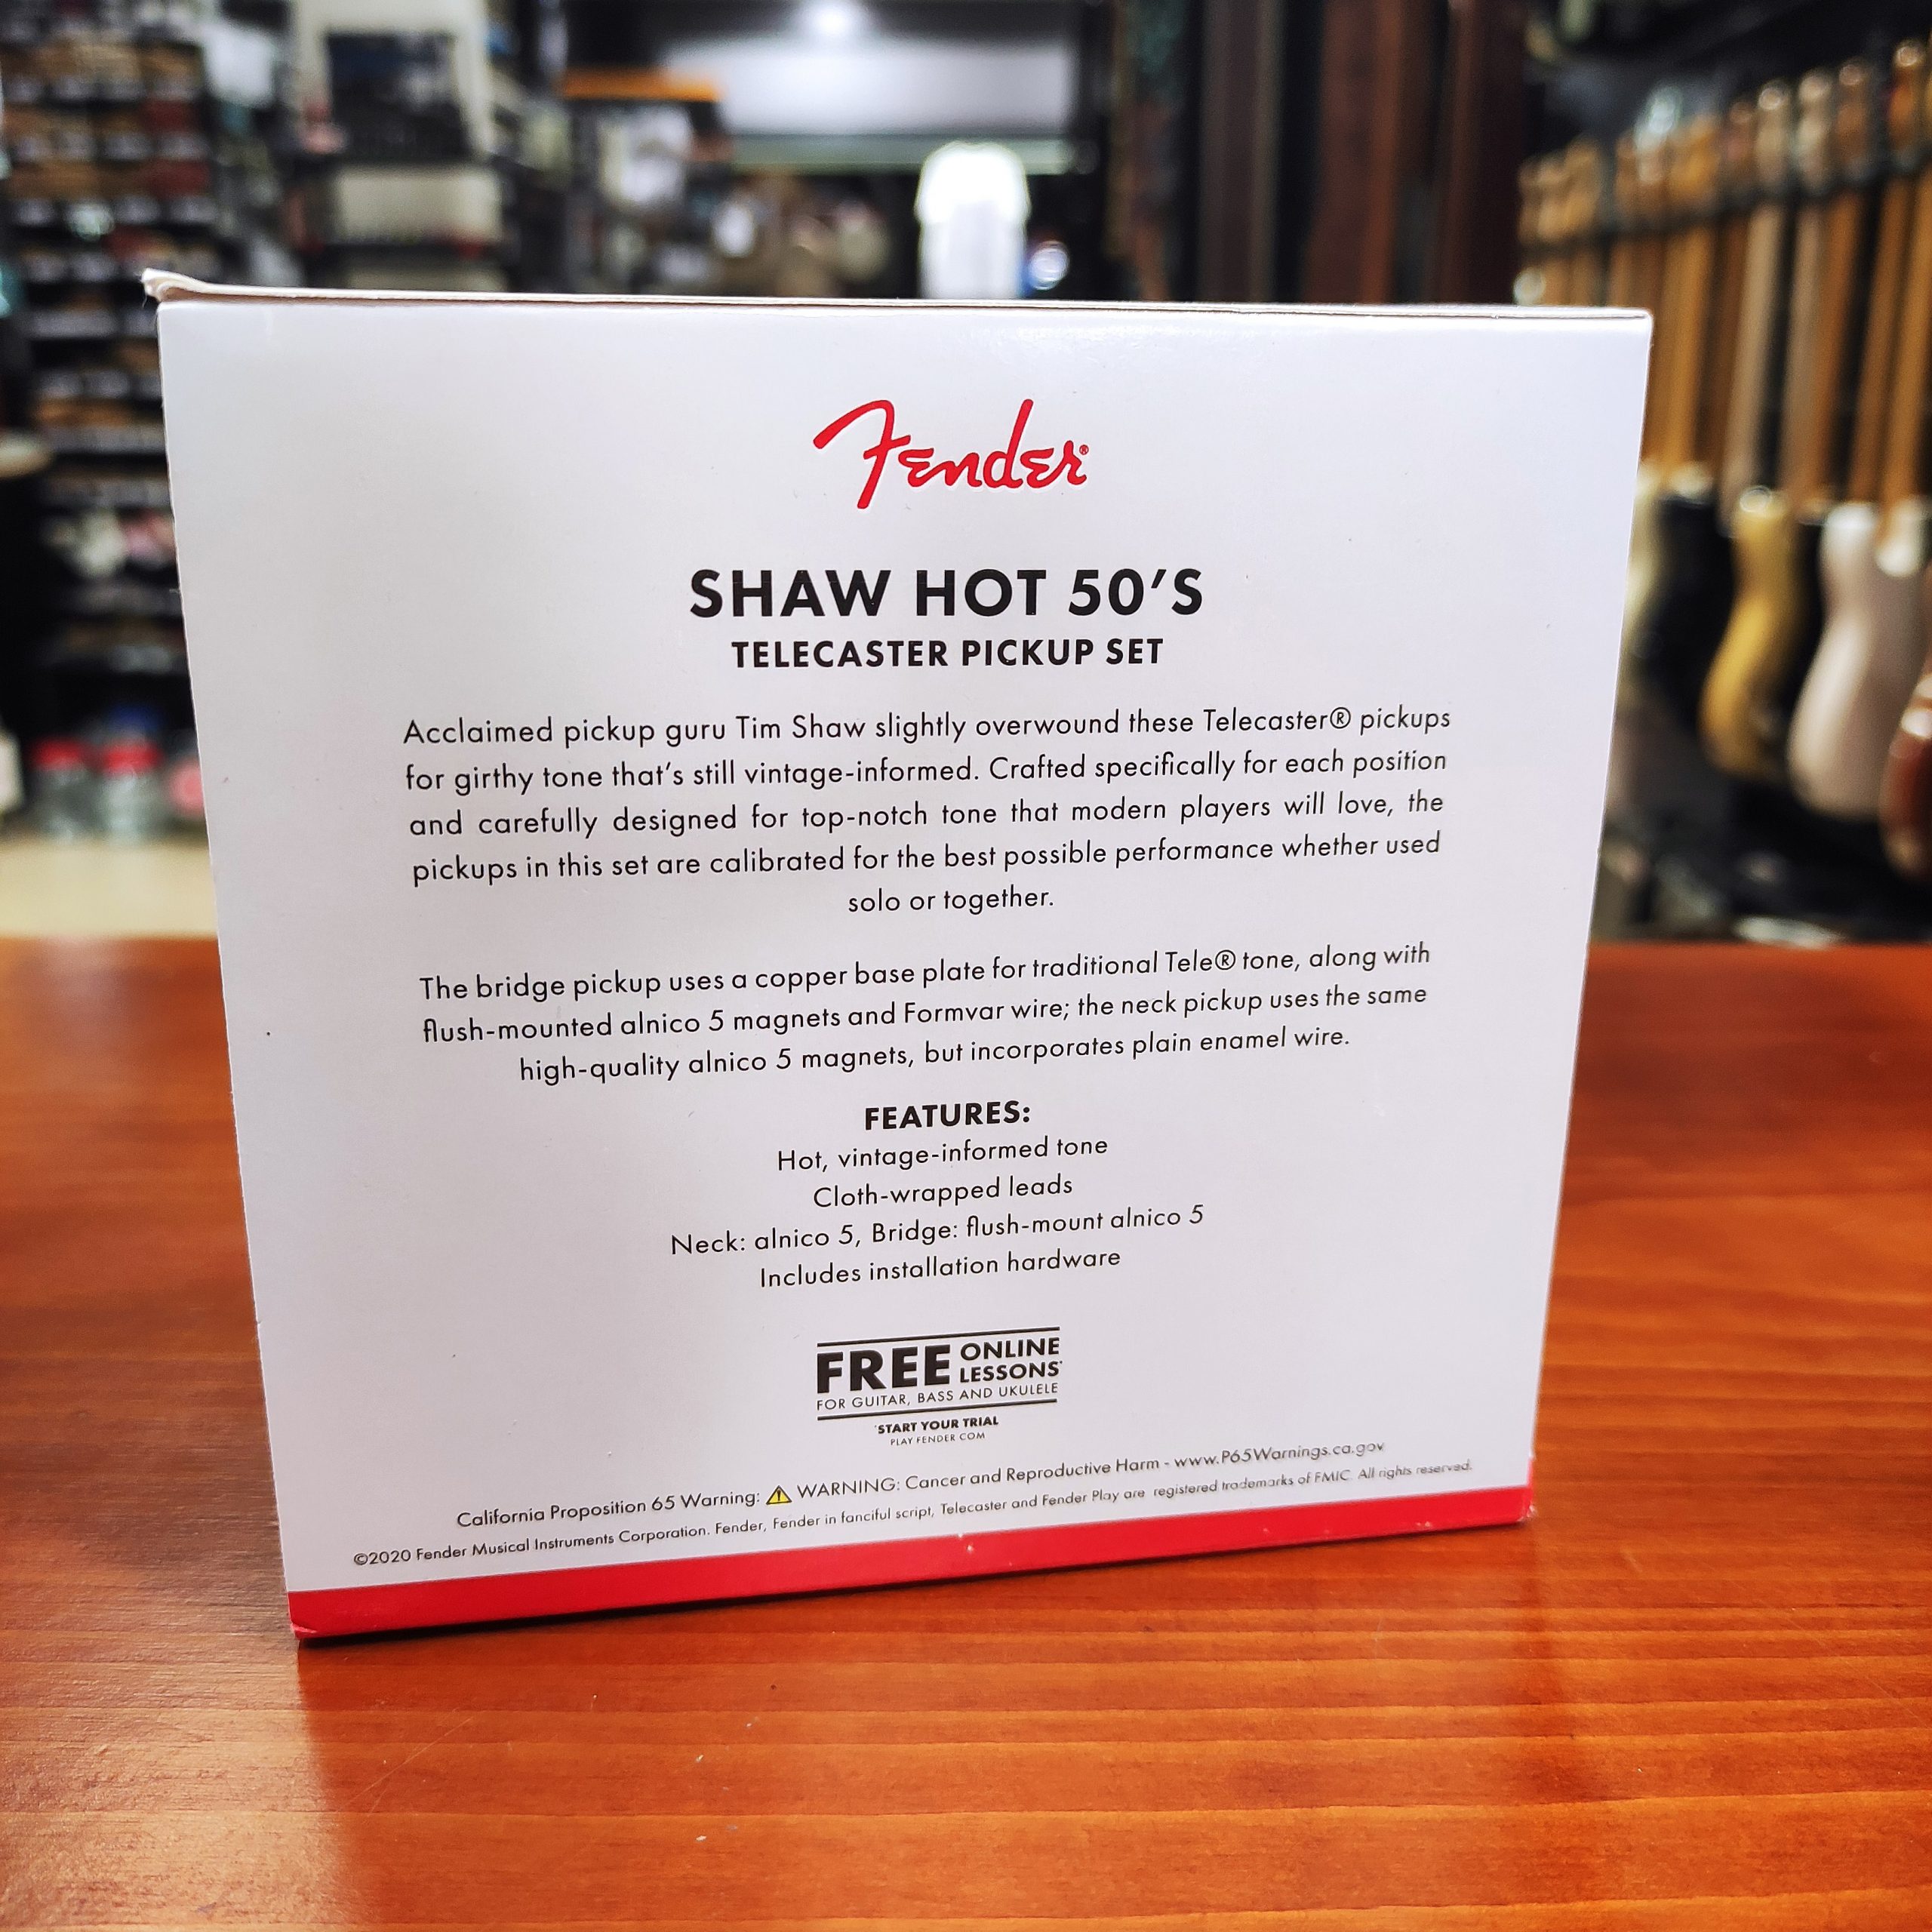 Fender®
SHAW HOT 50'S
TELECASTER PICKUP SET
Acclaimed pickup guru Tim Shaw slightly overwound these Telecaster® pickups
for girthy tone that's still vintage-informed. Crafted specifically for each position
and carefully designed for top-notch tone that modern players will love, the
pickups in this set are calibrated for the best possible performance whether used
solo or together.
The bridge pickup uses a copper base plate for traditional Tele® tone, along with
flush-mounted alnico 5 magnets and Formvar wire; the neck pickup uses the same
high-quality alnico 5 magnets, but incorporates plain enamel wire.
FEATURES:
Hot, vintage-informed tone
Cloth-wrapped leads
Neck: alnico 5, Bridge: flush-mount alnico 5
Includes installation hardware
FREE ONLINE LESSONS*
FOR GUITAR, BASS AND UKULELE
*START YOUR TRIAL
PLAY FENDER COM
California Proposition 65 Warning: ⚠ WARNING: Cancer and Reproductive Harm - www.P65Warnings.ca.gov
©2020 Fender Musical Instruments Corporation. Fender, Fender in fanciful script, Telecaster and Fender Play are registered trademarks of FMIC. All rights reserved.